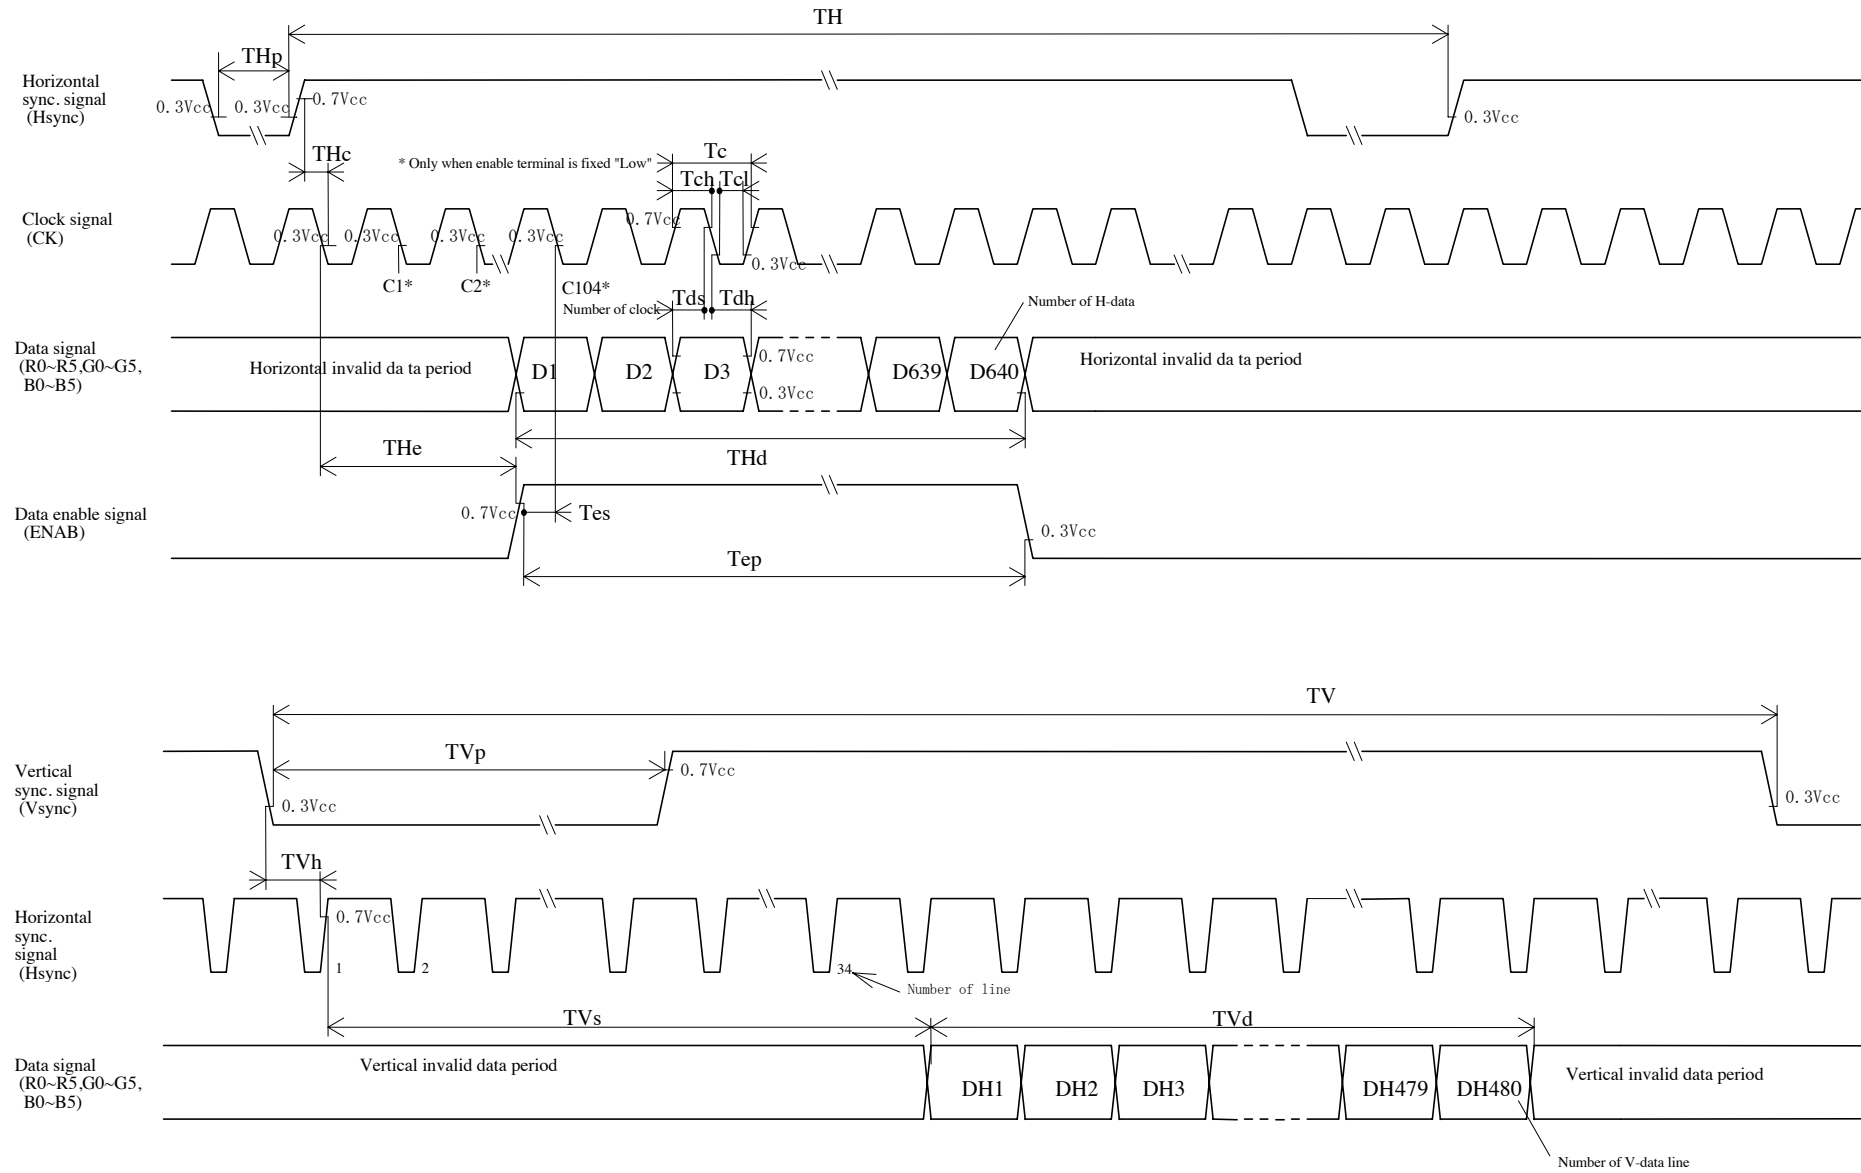 TH
THp
Horizontal
sync. signal
(Hsync)
0.3Vcc
0.3Vcc
0.7Vcc
0.3Vcc
THc
* Only when enable terminal is fixed "Low"
Tc
Tch
Tcl
Clock signal
(CK)
0.3Vcc
0.3Vcc
0.3Vcc
0.3Vcc
0.7Vcc
0.3Vcc
C1*
C2*
C104*
Number of clock
Tds
Tdh
Number of H-data
Data signal
(R0~R5,G0~G5,
B0~B5)
Horizontal invalid da ta period
D1
D2
D3
0.7Vcc
0.3Vcc
D639
D640
Horizontal invalid da ta period
THe
THd
Data enable signal
(ENAB)
0.7Vcc
Tes
0.3Vcc
Tep
TV
TVp
Vertical
sync. signal
(Vsync)
0.3Vcc
0.7Vcc
0.3Vcc
TVh
Horizontal
sync.
signal
(Hsync)
0.7Vcc
1
2
34
Number of line
TVs
TVd
Data signal
(R0~R5,G0~G5,
B0~B5)
Vertical invalid data period
DH1
DH2
DH3
DH479
DH480
Vertical invalid data period
Number of V-data line